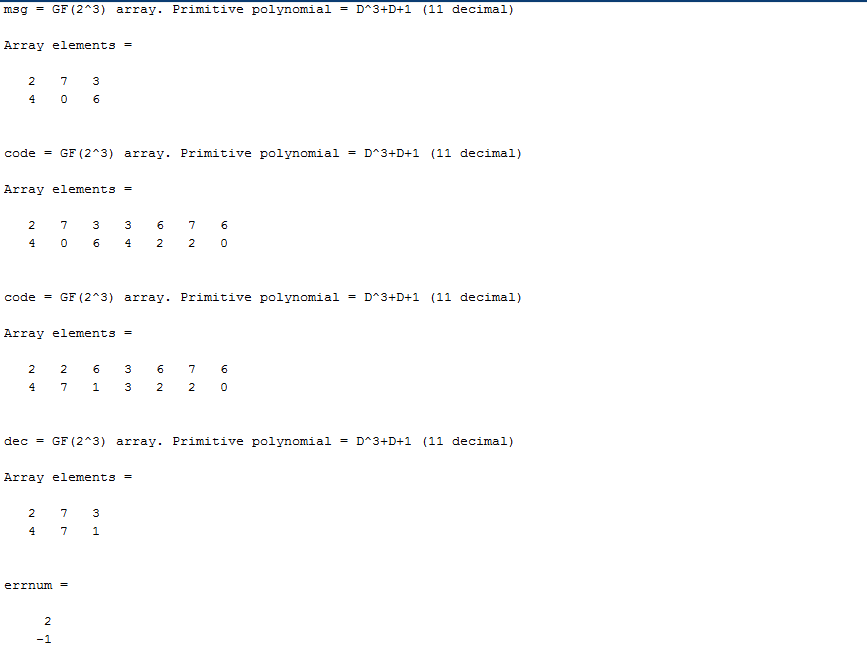 msg = GF(2^3) array. Primitive polynomial = D^3+D+1 (11 decimal)
Array elements =
2 7 3
4 0 6
code = GF(2^3) array. Primitive polynomial = D^3+D+1 (11 decimal)
Array elements =
2 7 3 3 6 7 6
4 0 6 4 2 2 0
code = GF(2^3) array. Primitive polynomial = D^3+D+1 (11 decimal)
Array elements =
2 2 6 3 6 7 6
4 7 1 3 2 2 0
dec = GF(2^3) array. Primitive polynomial = D^3+D+1 (11 decimal)
Array elements =
2 7 3
4 7 1
errnum =
2
-1